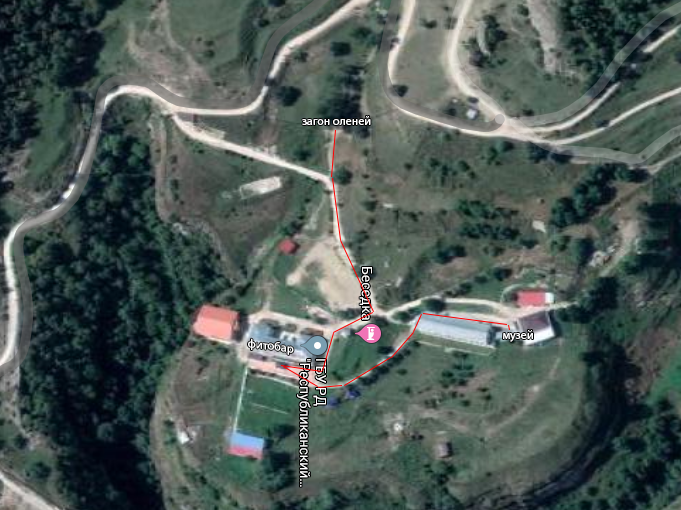 загон оленей
Беседка
фитобар
ГБУ РД
"Республиканский...
музей